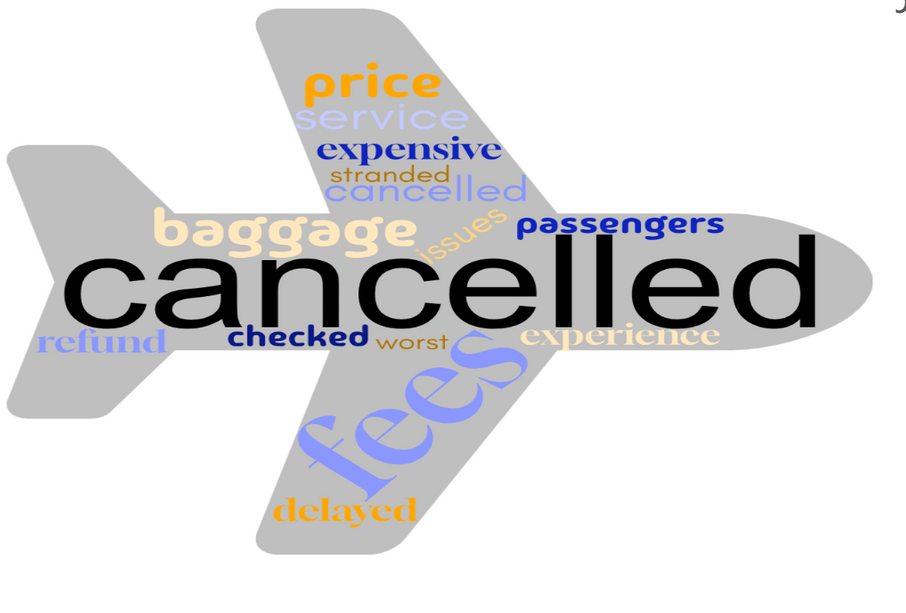 price
service
expensive
stranded
cancelled
baggage
issues
passengers
cancelled
refund
checked
worst
experience
fees
delayed